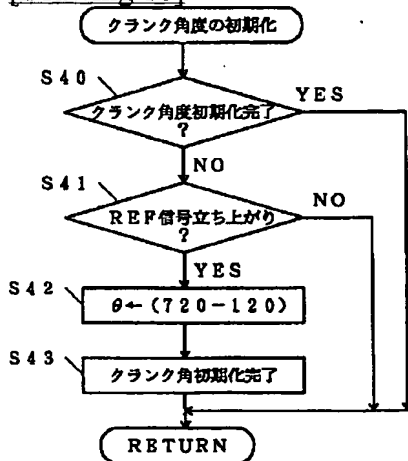 クランク角度の初期化
S40
クランク角度初期化完了
?
YES
NO
S41
REF信号立ち上がり
?
NO
YES
S42
θ←(720-120)
S43
クランク角初期化完了
RETURN